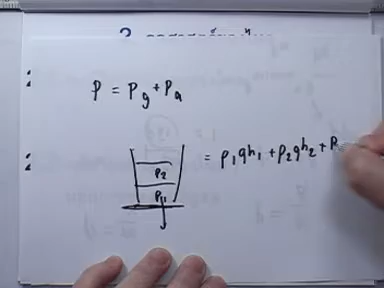 P = Pg + Pa
= ρ1gh1 + ρ2gh2 + P
ρ2
ρ1